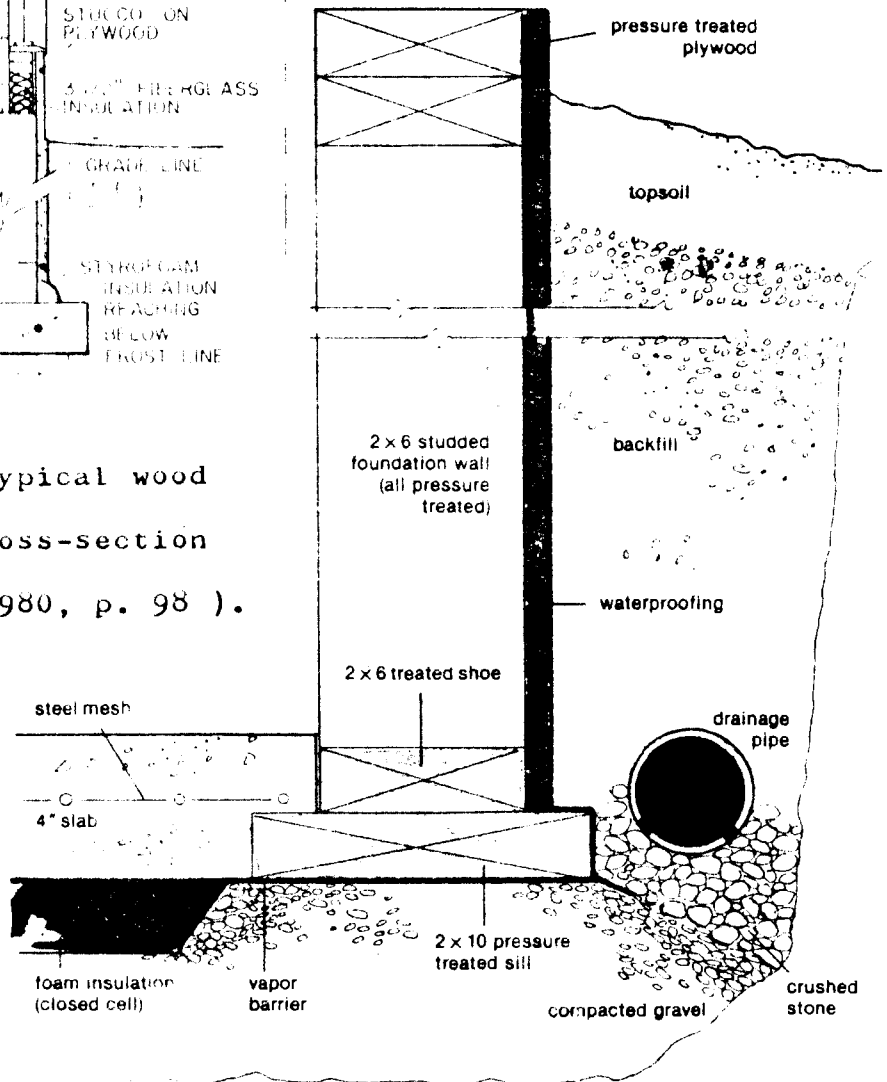 STUCCO ON
PLYWOOD
3 1/2" FIBERGLASS
INSULATION
GRADE LINE
STYROFOAM
INSULATION
REACHING
BELOW
FROST LINE
pressure treated
plywood
topsoil
2 x 6 studded
foundation wall
(all pressure
treated)
backfill
ypical wood
oss-section
980, p. 98 ).
waterproofing
2 x 6 treated shoe
steel mesh
drainage
pipe
4" slab
2 x 10 pressure
treated sill
foam insulation
(closed cell)
vapor
barrier
compacted gravel
crushed
stone